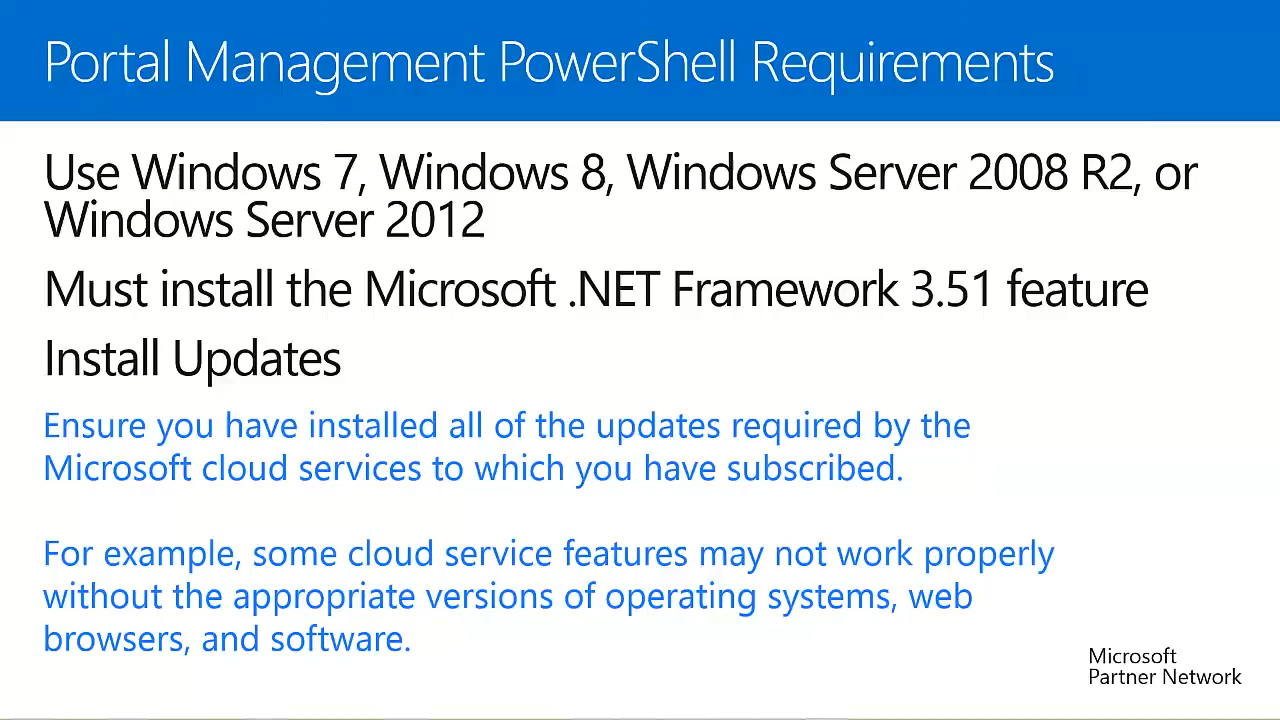 Portal Management PowerShell Requirements
Use Windows 7, Windows 8, Windows Server 2008 R2, or
Windows Server 2012
Must install the Microsoft .NET Framework 3.51 feature
Install Updates
Ensure you have installed all of the updates required by the
Microsoft cloud services to which you have subscribed.
For example, some cloud service features may not work properly
without the appropriate versions of operating systems, web
browsers, and software.
Microsoft
Partner Network